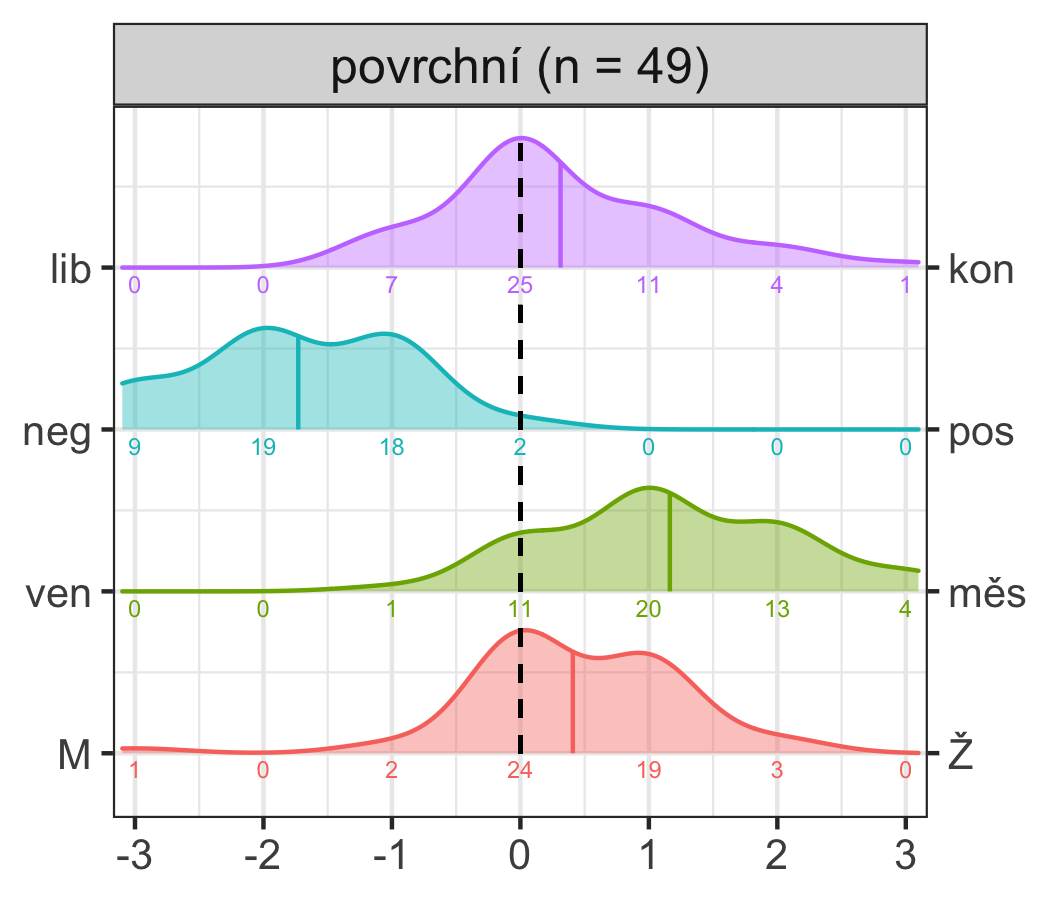 povrchní (n = 49)
lib kon
0 0 7 25 11 4 1
neg pos
9 19 18 2 0 0 0
ven měs
0 0 1 11 20 13 4
M Ž
1 0 2 24 19 3 0
-3 -2 -1 0 1 2 3